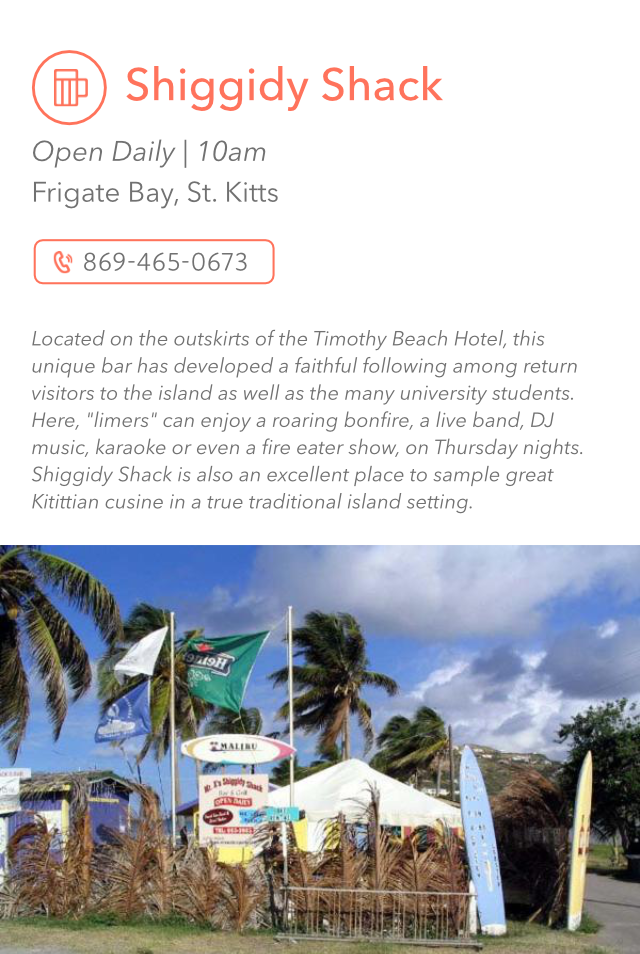 Shiggidy Shack
Open Daily | 10am
Frigate Bay, St. Kitts
869-465-0673
Located on the outskirts of the Timothy Beach Hotel, this
unique bar has developed a faithful following among return
visitors to the island as well as the many university students.
Here, "limers" can enjoy a roaring bonfire, a live band, DJ
music, karaoke or even a fire eater show, on Thursday nights.
Shiggidy Shack is also an excellent place to sample great
Kitittian cusine in a true traditional island setting.
Heineken
MALIBU
Mr. X's Shiggidy Shack
Bar & Grill
OPEN DAILY